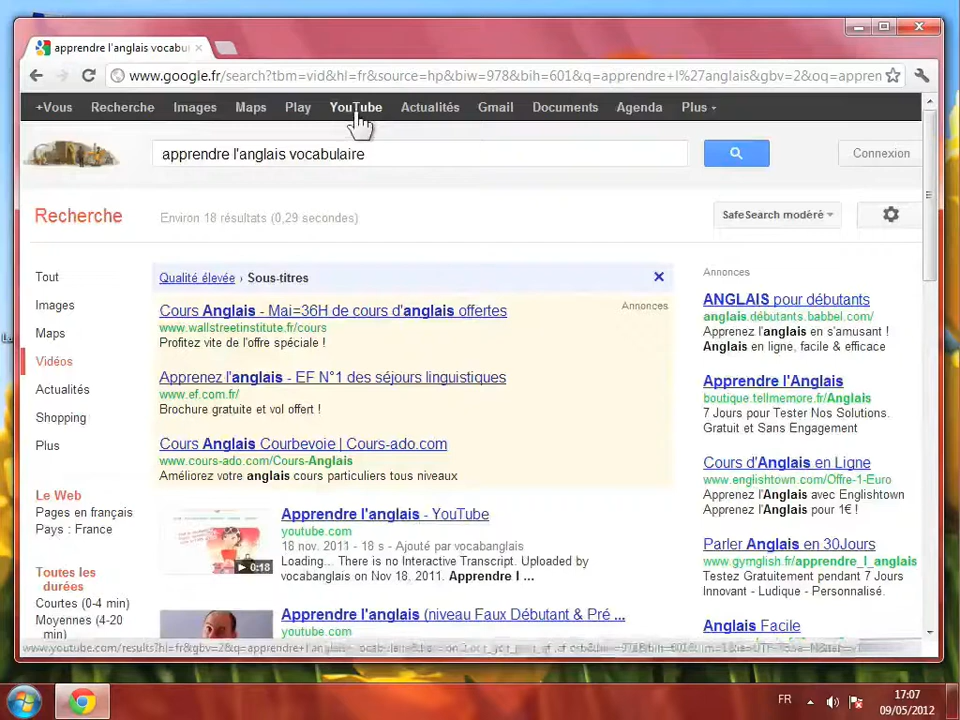 apprendre l'anglais vocabu
www.google.fr/search?tbm=vid&hl=fr&source=hp&biw=978&bih=601&q=apprendre+l%27anglais&gbv=2&oq=appren
+Vous Recherche Images Maps Play YouTube Actualités Gmail Documents Agenda Plus
apprendre l'anglais vocabulaire
Connexion
Recherche
Environ 18 résultats (0,29 secondes)
SafeSearch modéré
Tout
Images
Maps
Vidéos
Actualités
Shopping
Plus
Le Web
Pages en français
Pays : France
Toutes les
durées
Courtes (0-4 min)
Moyennes (4-20
min)
Qualité élevée › Sous-titres
Annonces
Cours Anglais - Mai=36H de cours d'anglais offertes
www.wallstreetinstitute.fr/cours
Profitez vite de l'offre spéciale !
Apprenez l'anglais - EF N°1 des séjours linguistiques
www.ef.com.fr/
Brochure gratuite et vol offert !
Cours Anglais Courbevoie | Cours-ado.com
www.cours-ado.com/Cours-Anglais
Améliorez votre anglais cours particuliers tous niveaux
Apprendre l'anglais - YouTube
youtube.com
18 nov. 2011 - 18 s - Ajouté par vocabanglais
Loading... There is no Interactive Transcript. Uploaded by
vocabanglais on Nov 18, 2011. Apprendre l ...
0:18
Apprendre l'anglais (niveau Faux Débutant & Pré ...
youtube.com
Annonces
ANGLAIS pour débutants
anglais.débutants.babbel.com/
Apprenez l'anglais en s'amusant !
Anglais en ligne, facile & efficace
Apprendre l'Anglais
boutique.tellmemore.fr/Anglais
7 Jours pour Tester Nos Solutions.
Gratuit et Sans Engagement
Cours d'Anglais en Ligne
www.englishtown.com/Offre-1-Euro
Apprenez l'Anglais avec Englishtown
Apprenez l'Anglais pour 1€ !
Parler Anglais en 30Jours
www.gymglish.fr/apprendre_l_anglais
Testez Gratuitement pendant 7 Jours
Innovant - Ludique - Personnalisé.
Anglais Facile
www.youtube.com/results?hl=fr&gbv=2&q=apprendre+l'anglais
FR
17:07
09/05/2012